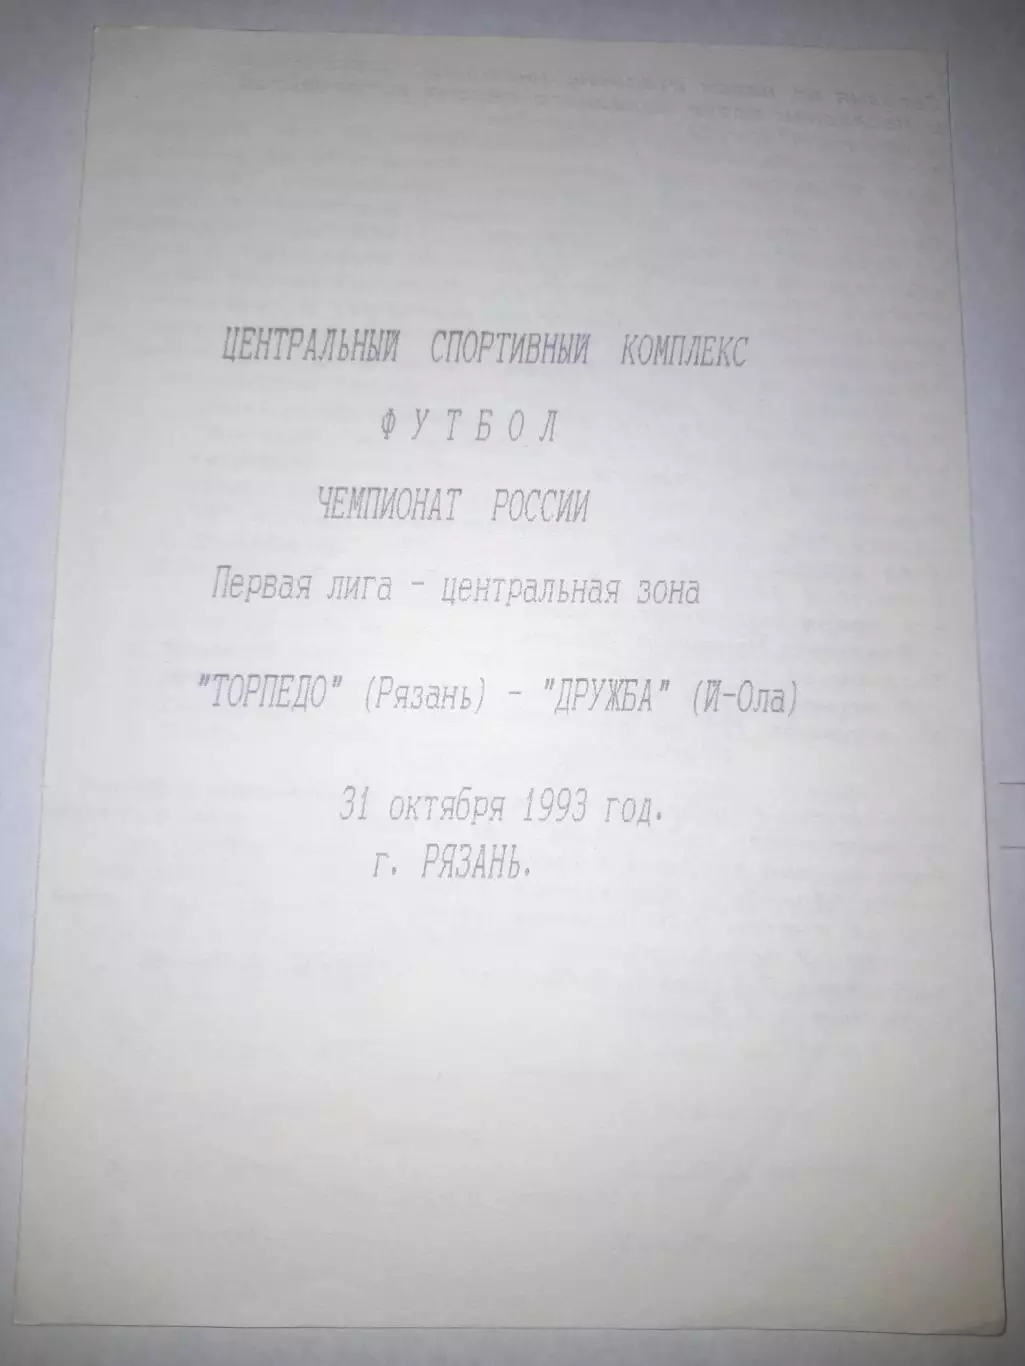 ЦЕНТРАЛЬНЫЙ СПОРТИВНЫЙ КОМПЛЕКС
Ф У Т Б О Л
ЧЕМПИОНАТ РОССИИ
Первая лига - центральная зона
"ТОРПЕДО" (Рязань) - "ДРУЖБА" (Й-Ола)
31 октября 1993 год.
г. РЯЗАНЬ.